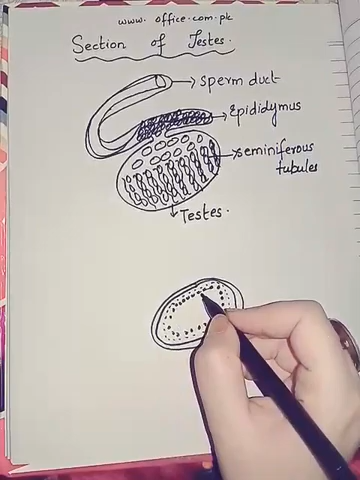 www. office.com.pk
Section of Testes.
sperm duct
Epididymus
seminiferous
tubules
Testes.